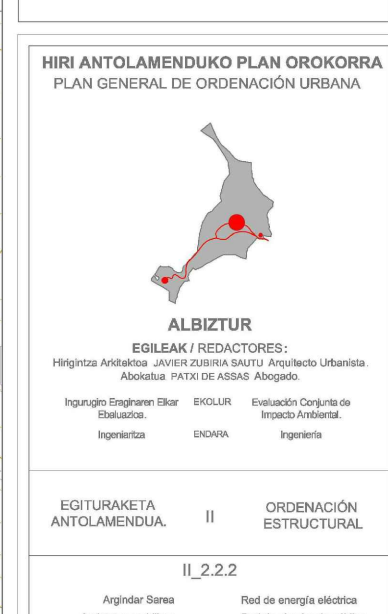 HIRI ANTOLAMENDUKO PLAN OROKORRA
PLAN GENERAL DE ORDENACIÓN URBANA
ALBIZTUR
EGILEAK / REDACTORES:
Hirigintza Arkitektoa JAVIER ZUBIRIA SAUTU Arquitecto Urbanista.
Abokatua PATXI DE ASSAS Abogado.
Ingurugiro Eraginaren Elkar EKOLUR Evaluación Conjunta de
Ebaluazioa. Impacto Ambiental.
Ingeniaritza ENDARA Ingeniería
EGITURAKETA II ORDENACIÓN
ANTOLAMENDUA. ESTRUCTURAL
II_2.2.2
Argindar Sarea Red de energía eléctrica